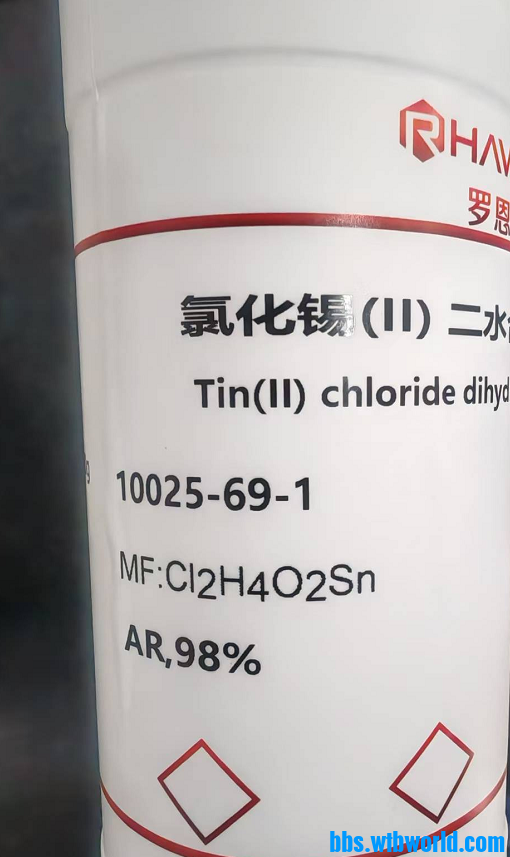 RHAW
罗恩
氯化锡(II) 二水
Tin(II) chloride dihyd
10025-69-1
MF:Cl2H4O2Sn
AR,98%
bbs.wtbworld.com